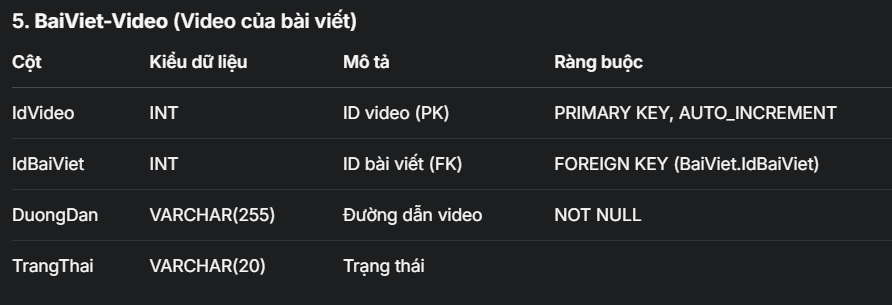 5. BaiViet-Video (Video của bài viết)
Cột Kiểu dữ liệu Mô tả Ràng buộc
IdVideo INT ID video (PK) PRIMARY KEY, AUTO_INCREMENT
IdBaiViet INT ID bài viết (FK) FOREIGN KEY (BaiViet.IdBaiViet)
DuongDan VARCHAR(255) Đường dẫn video NOT NULL
TrangThai VARCHAR(20) Trạng thái